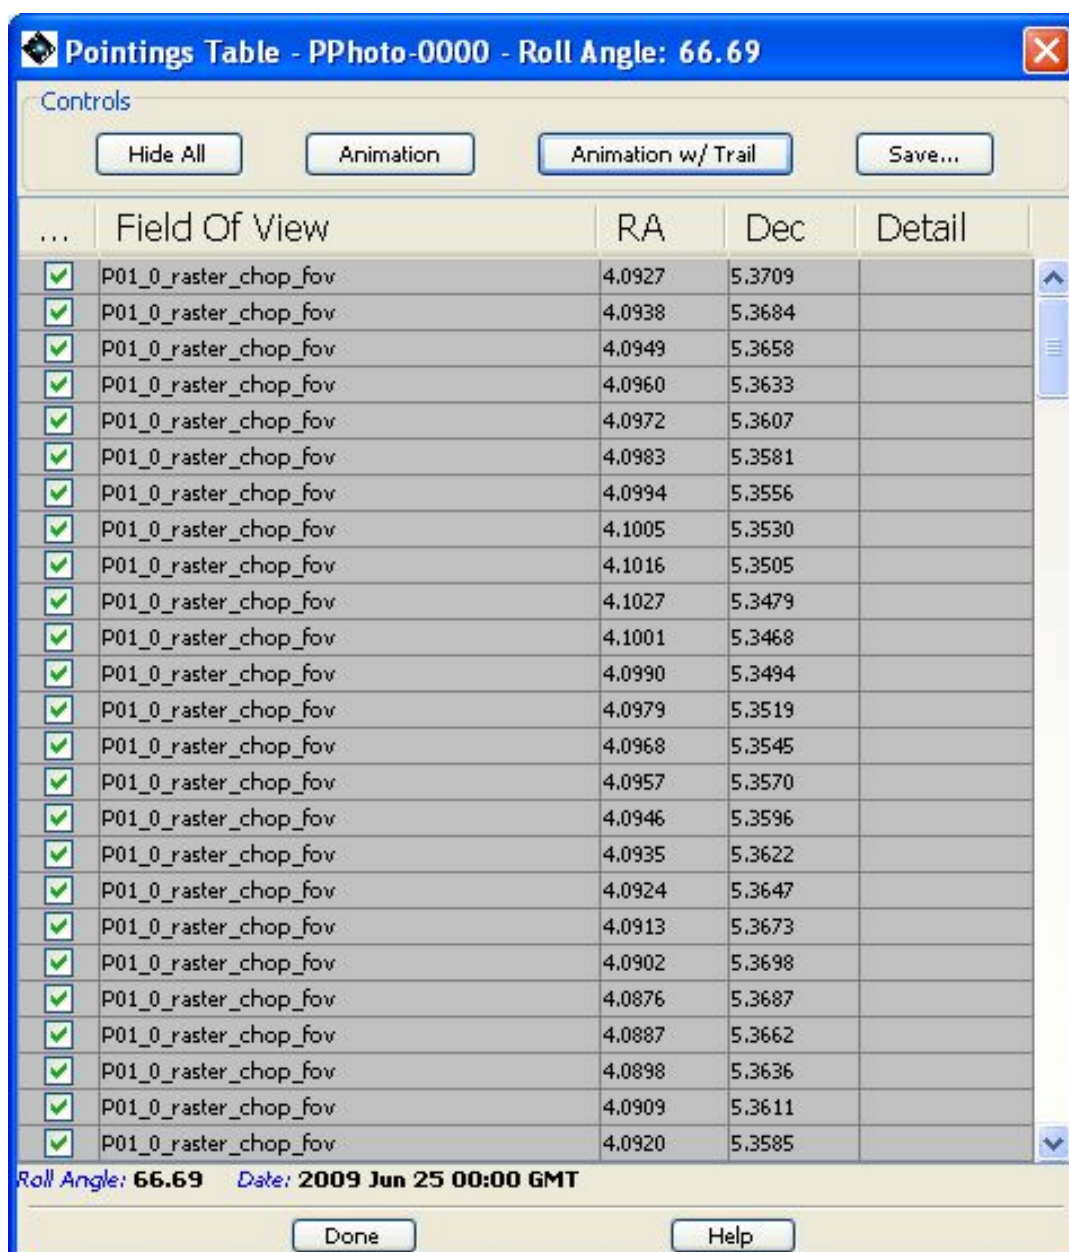 Pointings Table - PPhoto-0000 - Roll Angle: 66.69
Controls
Hide All Animation Animation w/ Trail Save...
... Field Of View RA Dec Detail
P01_0_raster_chop_fov 4.0927 5.3709
P01_0_raster_chop_fov 4.0938 5.3684
P01_0_raster_chop_fov 4.0949 5.3658
P01_0_raster_chop_fov 4.0960 5.3633
P01_0_raster_chop_fov 4.0972 5.3607
P01_0_raster_chop_fov 4.0983 5.3581
P01_0_raster_chop_fov 4.0994 5.3556
P01_0_raster_chop_fov 4.1005 5.3530
P01_0_raster_chop_fov 4.1016 5.3505
P01_0_raster_chop_fov 4.1027 5.3479
P01_0_raster_chop_fov 4.1001 5.3468
P01_0_raster_chop_fov 4.0990 5.3494
P01_0_raster_chop_fov 4.0979 5.3519
P01_0_raster_chop_fov 4.0968 5.3545
P01_0_raster_chop_fov 4.0957 5.3570
P01_0_raster_chop_fov 4.0946 5.3596
P01_0_raster_chop_fov 4.0935 5.3622
P01_0_raster_chop_fov 4.0924 5.3647
P01_0_raster_chop_fov 4.0913 5.3673
P01_0_raster_chop_fov 4.0902 5.3698
P01_0_raster_chop_fov 4.0876 5.3687
P01_0_raster_chop_fov 4.0887 5.3662
P01_0_raster_chop_fov 4.0898 5.3636
P01_0_raster_chop_fov 4.0909 5.3611
P01_0_raster_chop_fov 4.0920 5.3585
Roll Angle: 66.69 Date: 2009 Jun 25 00:00 GMT
Done Help